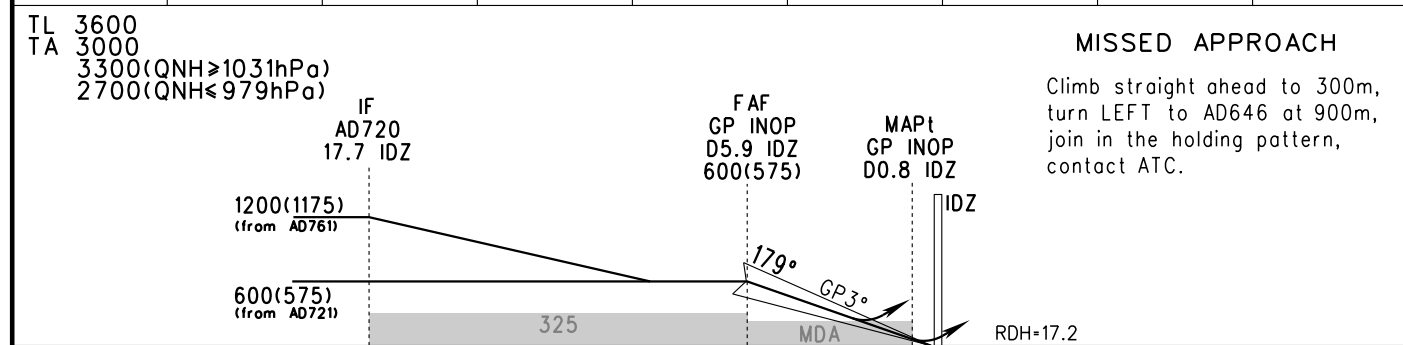 TL 3600
TA 3000
3300(QNH≥1031hPa)
2700(QNH≤979hPa)
MISSED APPROACH
Climb straight ahead to 300m,
turn LEFT to AD646 at 900m,
join in the holding pattern,
contact ATC.
IF
AD720
17.7 IDZ
FAF
GP INOP
D5.9 IDZ
600(575)
MAPt
GP INOP
D0.8 IDZ
IDZ
1200(1175)
(from AD761)
179°
GP3°
600(575)
(from AD721)
325
MDA
RDH=17.2